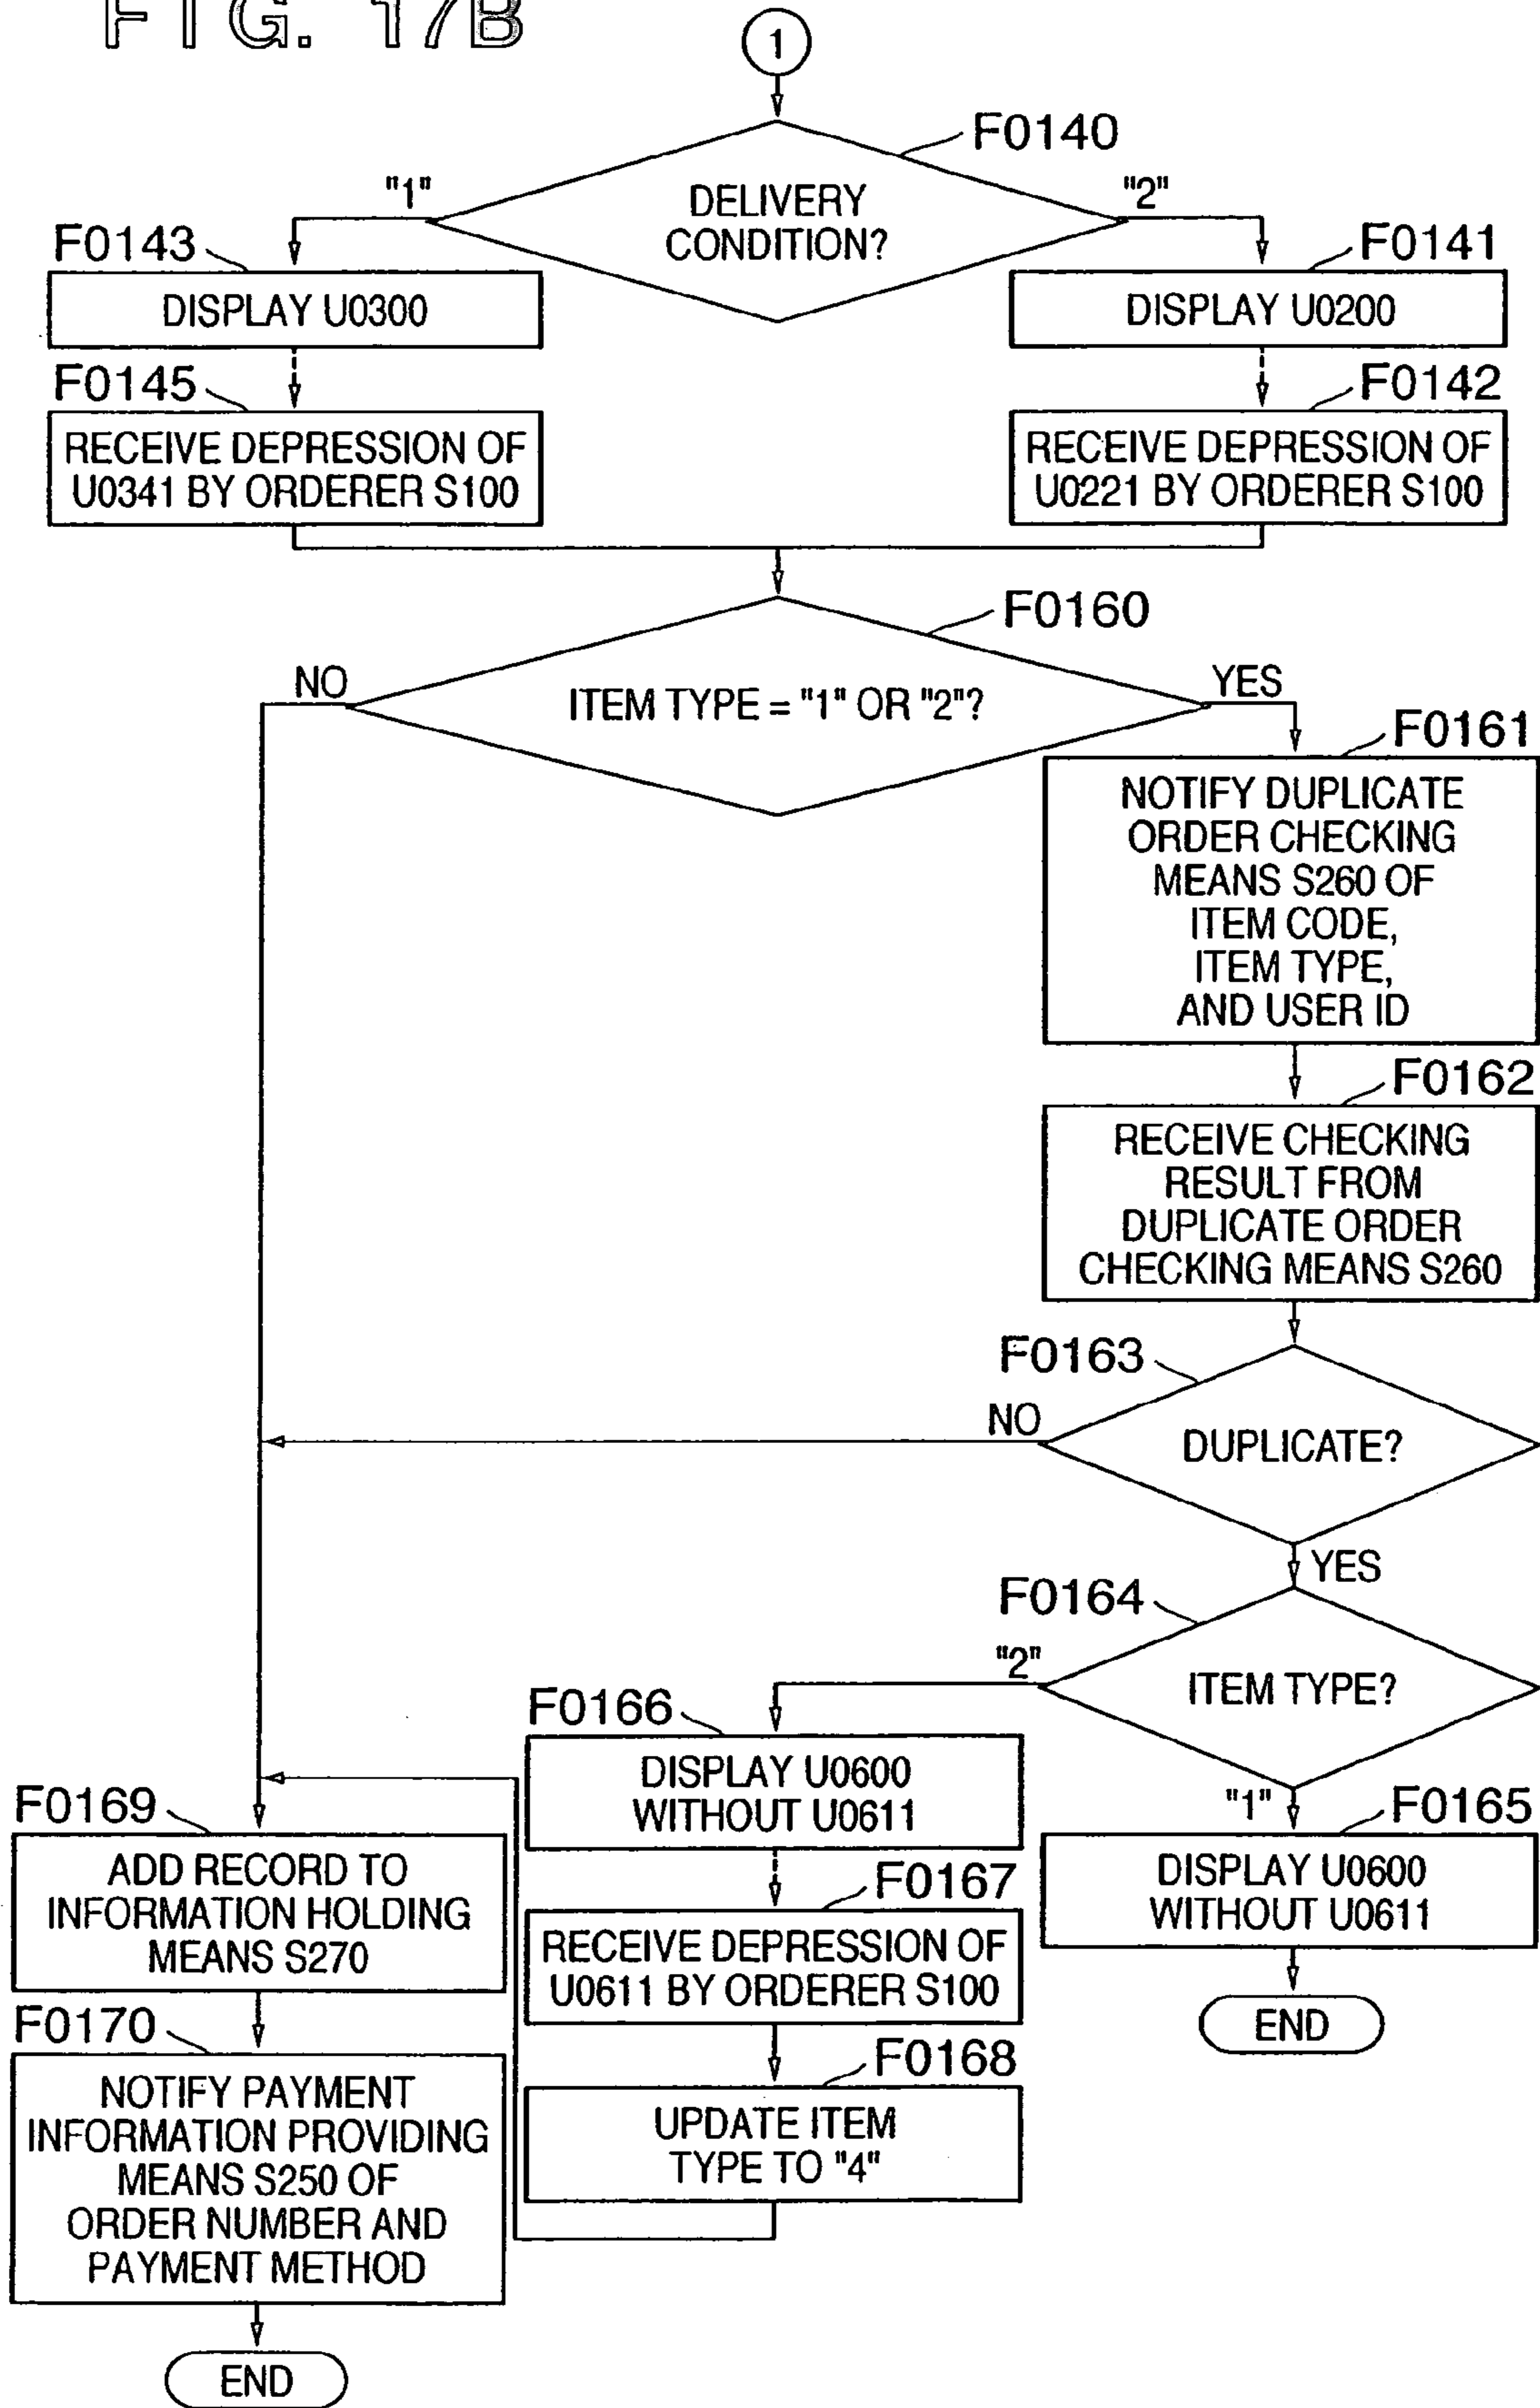 FIG. 17B
1
F0140
"1"
DELIVERY
CONDITION?
"2"
F0143
DISPLAY U0300
F0141
DISPLAY U0200
F0145
RECEIVE DEPRESSION OF
U0341 BY ORDERER S100
F0142
RECEIVE DEPRESSION OF
U0221 BY ORDERER S100
F0160
NO
ITEM TYPE = "1" OR "2"?
YES
F0161
NOTIFY DUPLICATE
ORDER CHECKING
MEANS S260 OF
ITEM CODE,
ITEM TYPE,
AND USER ID
F0162
RECEIVE CHECKING
RESULT FROM
DUPLICATE ORDER
CHECKING MEANS S260
F0163
NO
DUPLICATE?
YES
F0164
"2"
ITEM TYPE?
"1"
F0166
DISPLAY U0600
WITHOUT U0611
F0165
DISPLAY U0600
WITHOUT U0611
END
F0167
RECEIVE DEPRESSION OF
U0611 BY ORDERER S100
F0168
UPDATE ITEM
TYPE TO "4"
F0169
ADD RECORD TO
INFORMATION HOLDING
MEANS S270
F0170
NOTIFY PAYMENT
INFORMATION PROVIDING
MEANS S250 OF
ORDER NUMBER AND
PAYMENT METHOD
END